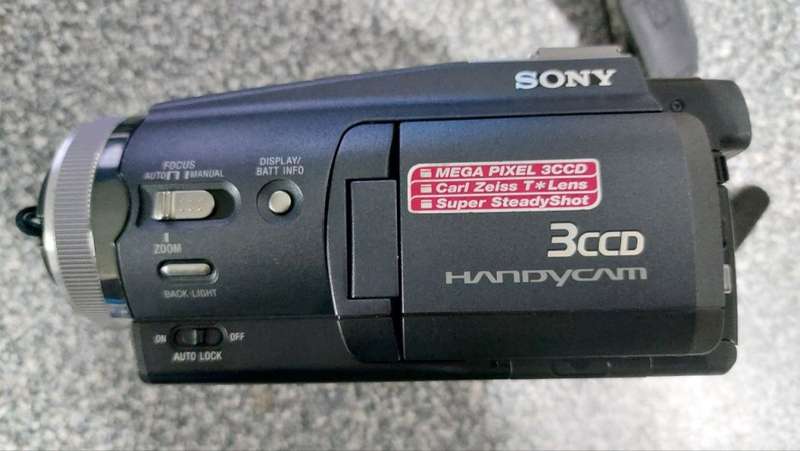 SONY
FOCUS
AUTO MANUAL
DISPLAY/
BATT INFO
MEGA PIXEL 3CCD
Carl Zeiss T*Lens
Super SteadyShot
ZOOM
BACK LIGHT
3CCD
HANDYCAM
ON OFF
AUTO LOCK